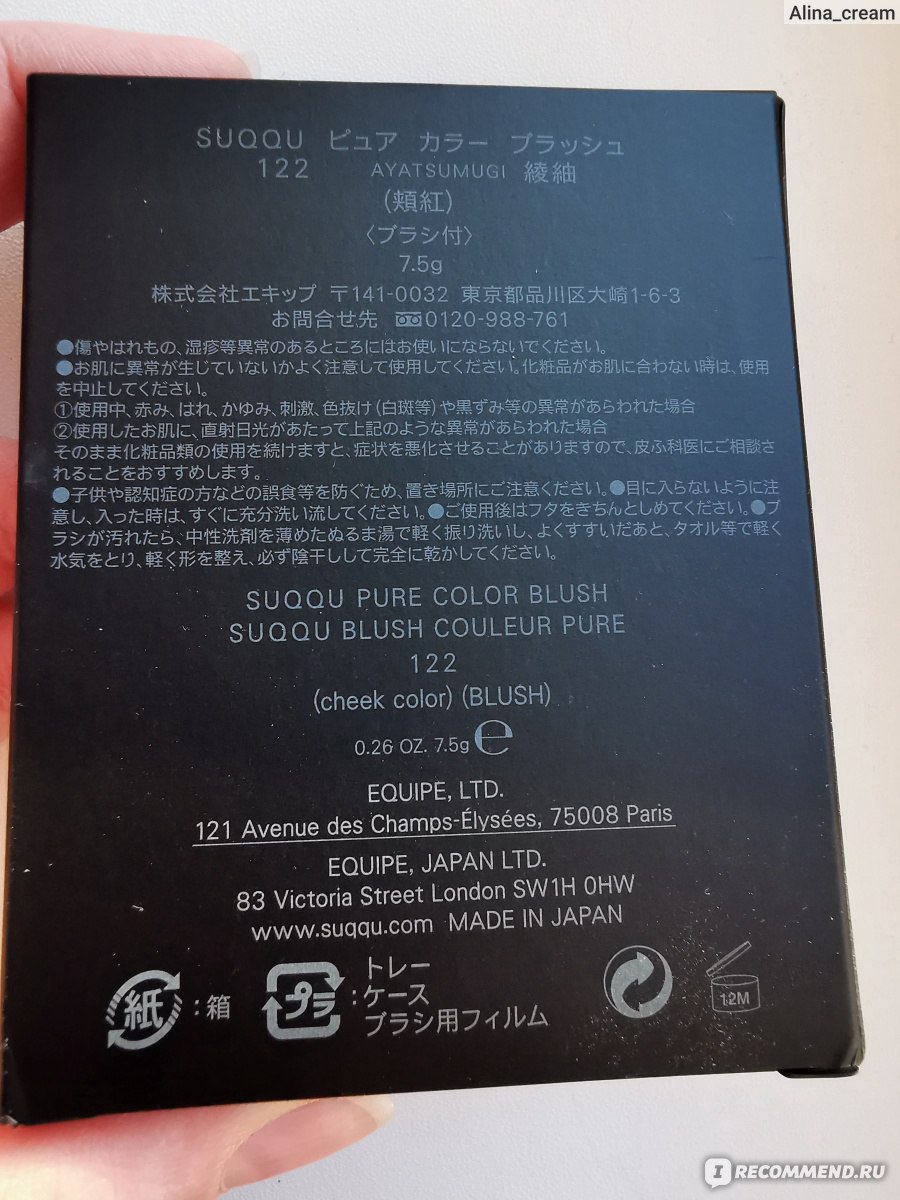 Alina_cream
SUQQU ピュア カラー ブラッシュ
122 AYATSUMUGI 綾紬
(頬紅)
〈ブラシ付〉
7.5g
株式会社エキップ 〒141-0032 東京都品川区大崎1-6-3
お問合せ先 0120-988-761
●傷やはれもの、湿疹等異常のあるところにはお使いにならないでください。
●お肌に異常が生じていないかよく注意して使用してください。化粧品がお肌に合わない時は、使用
を中止してください。
①使用中、赤み、はれ、かゆみ、刺激、色抜け(白斑等)や黒ずみ等の異常があらわれた場合
②使用したお肌に、直射日光があたって上記のような異常があらわれた場合
そのまま化粧品類の使用を続けますと、症状を悪化させることがありますので、皮ふ科医にご相談さ
れることをおすすめします。
●子供や認知症の方などの誤食等を防ぐため、置き場所にご注意ください。●目に入らないように注
意し、入った時は、すぐに充分洗い流してください。●ご使用後はフタをきちんとしめてください。●ブ
ラシが汚れたら、中性洗剤を薄めたぬるま湯で軽く振り洗いし、よくすすいだあと、タオル等で軽く
水気をとり、軽く形を整え、必ず陰干しして完全に乾かしてください。
SUQQU PURE COLOR BLUSH
SUQQU BLUSH COULEUR PURE
122
(cheek color) (BLUSH)
0.26 OZ. 7.5g ℮
EQUIPE, LTD.
121 Avenue des Champs-Élysées, 75008 Paris
EQUIPE, JAPAN LTD.
83 Victoria Street London SW1H 0HW
www.suqqu.com MADE IN JAPAN
紙 : 箱
プラ : トレー
ケース
ブラシ用フィルム
12M
IRECOMMEND.RU